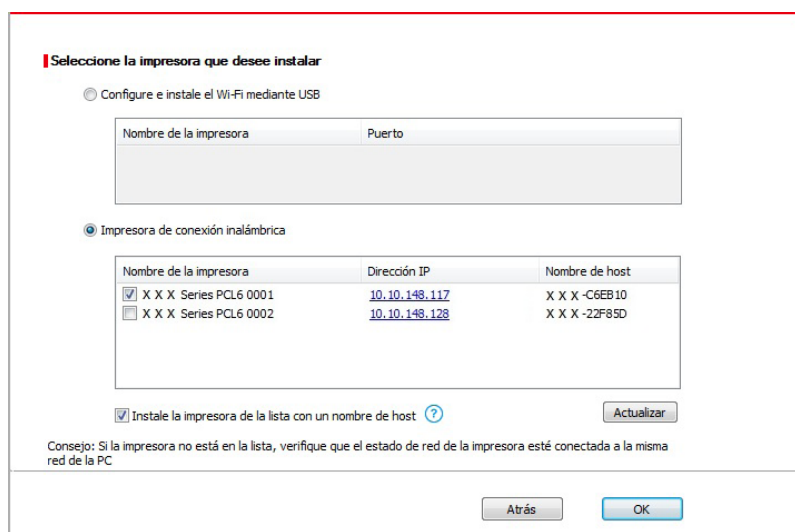 Seleccione la impresora que desee instalar
Configure e instale el Wi-Fi mediante USB
Nombre de la impresora Puerto
Impresora de conexión inalámbrica
Nombre de la impresora Dirección IP Nombre de host
X X X Series PCL6 0001 10.10.148.117 X X X -C6EB10
X X X Series PCL6 0002 10.10.148.128 X X X -22F85D
Instale la impresora de la lista con un nombre de host ? Actualizar
Consejo: Si la impresora no está en la lista, verifique que el estado de red de la impresora esté conectada a la misma
red de la PC
Atrás OK